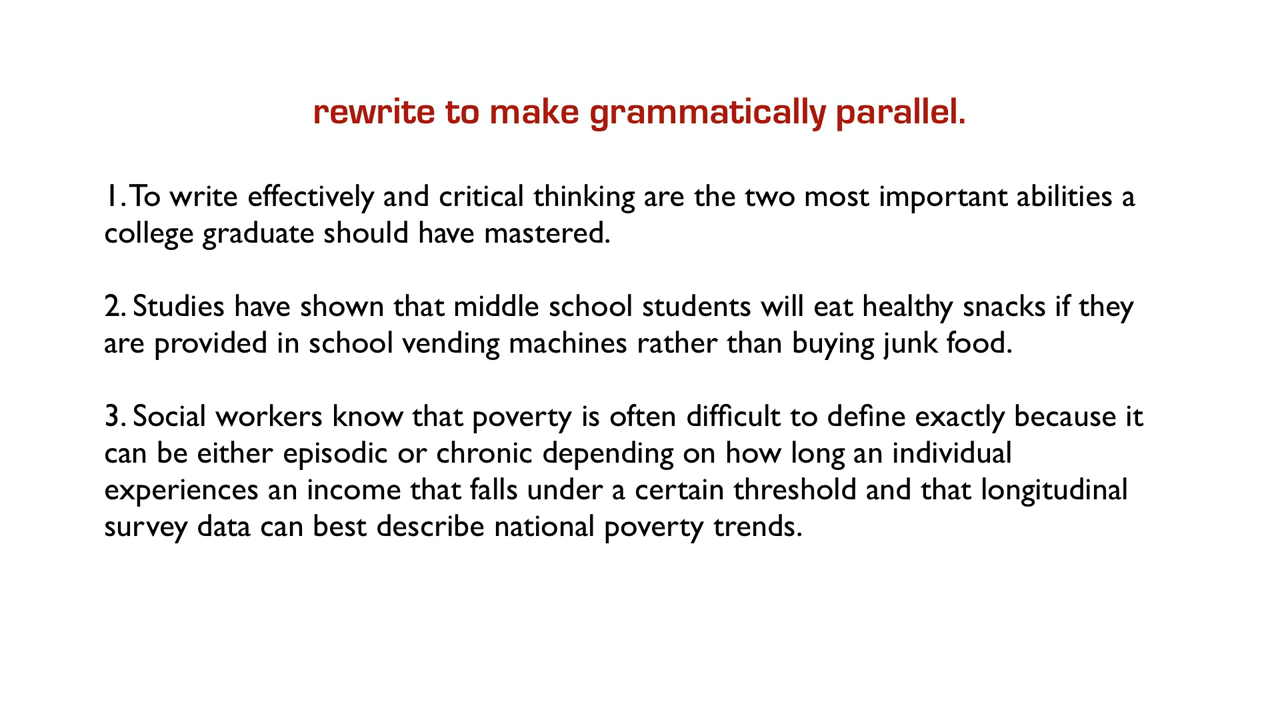 rewrite to make grammatically parallel.
1. To write effectively and critical thinking are the two most important abilities a
college graduate should have mastered.
2. Studies have shown that middle school students will eat healthy snacks if they
are provided in school vending machines rather than buying junk food.
3. Social workers know that poverty is often difficult to define exactly because it
can be either episodic or chronic depending on how long an individual
experiences an income that falls under a certain threshold and that longitudinal
survey data can best describe national poverty trends.